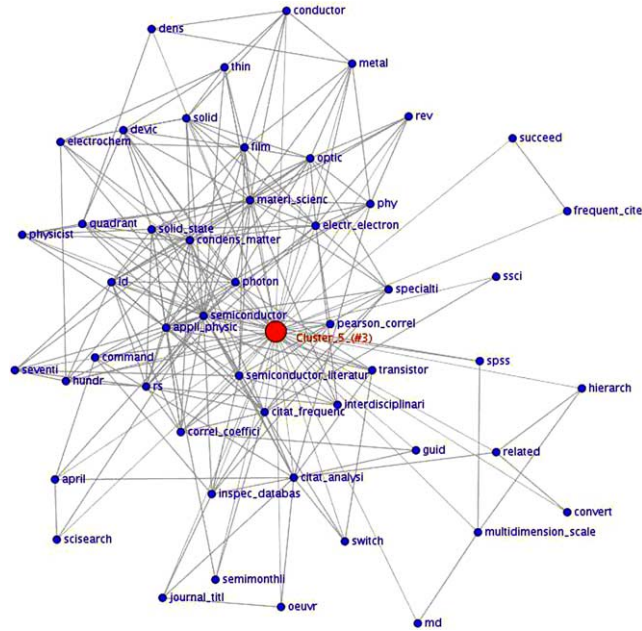 conductor
dens
metal
thin
solid
rev
devic
electrochem
film
succeed
optic
materi_scienc
phy
frequent_cite
quadrant
solid_state
electr_electron
physicist
condens_matter
ssci
ld
photon
specialti
semiconductor
pearson_correl
appli_physic
Cluster_5_(#3)
command
spss
seventi
semiconductor_literatur
transistor
hundr
rs
hierarch
interdisciplinari
citat_frequenc
correl_coeffici
guid
related
april
citat_analysi
inspec_databas
convert
scisearch
switch
multidimension_scale
semimonthli
journal_titl
oeuvr
md